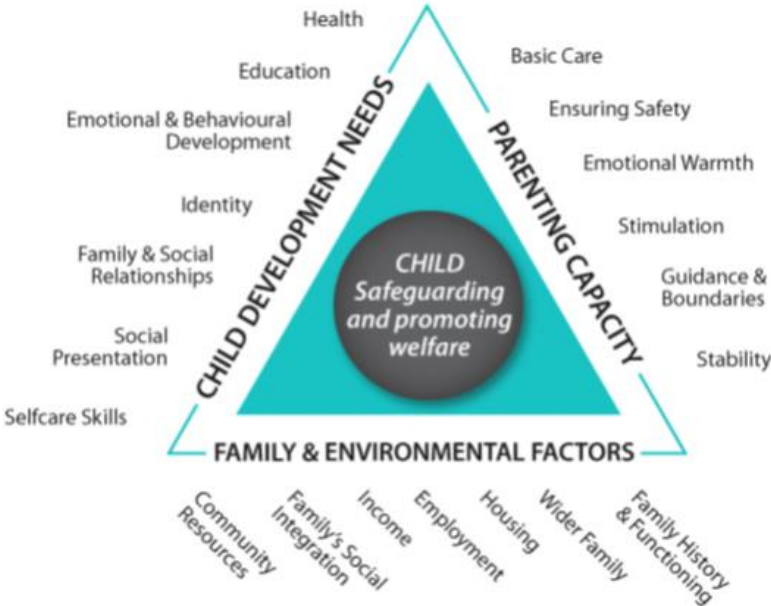 Health
Education
Emotional & Behavioural
Development
Identity
Family & Social
Relationships
Social
Presentation
Selfcare Skills
CHILD DEVELOPMENT NEEDS
Basic Care
Ensuring Safety
Emotional Warmth
Stimulation
Guidance &
Boundaries
Stability
PARENTING CAPACITY
CHILD
Safeguarding
and promoting
welfare
FAMILY & ENVIRONMENTAL FACTORS
Community
Resources
Family's Social
Integration
Income
Employment
Housing
Wider Family
Family History
& Functioning